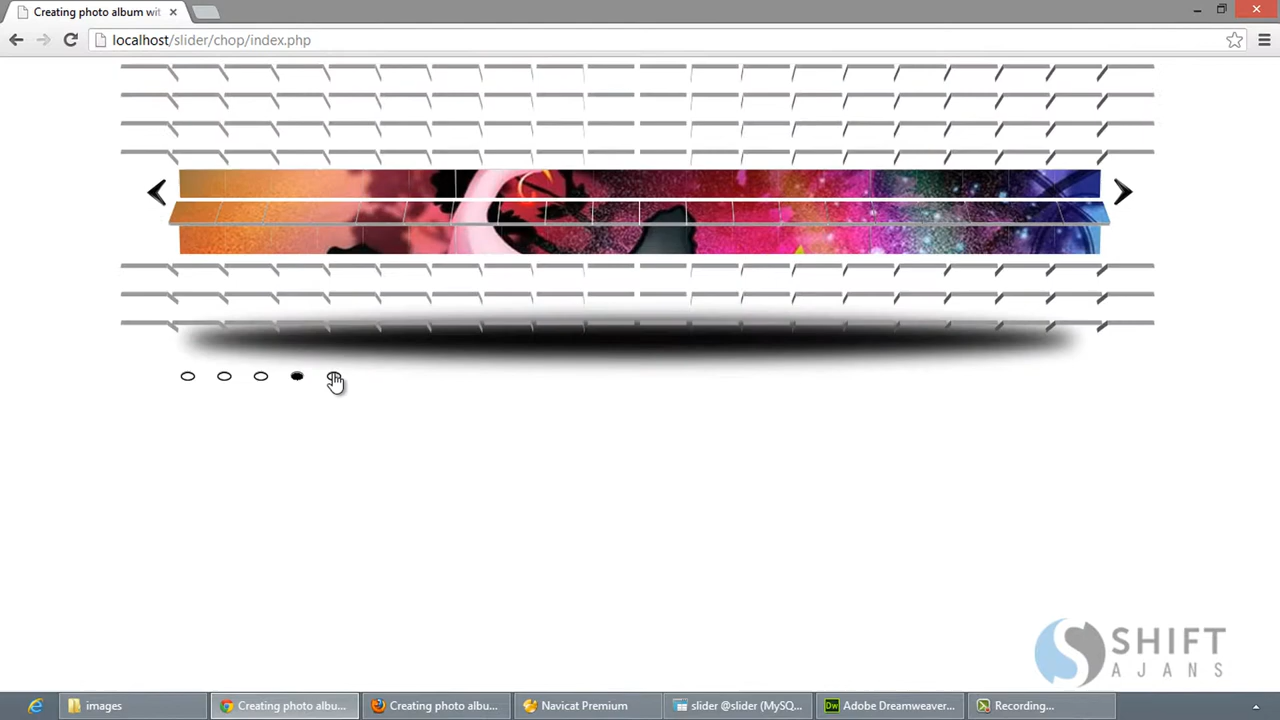 Creating photo album wit
localhost/slider/chop/index.php
SHIFT
AJANS
images
Creating photo albu...
Creating photo albu...
Navicat Premium
slider @slider (MySQ...
Adobe Dreamweaver...
Recording...